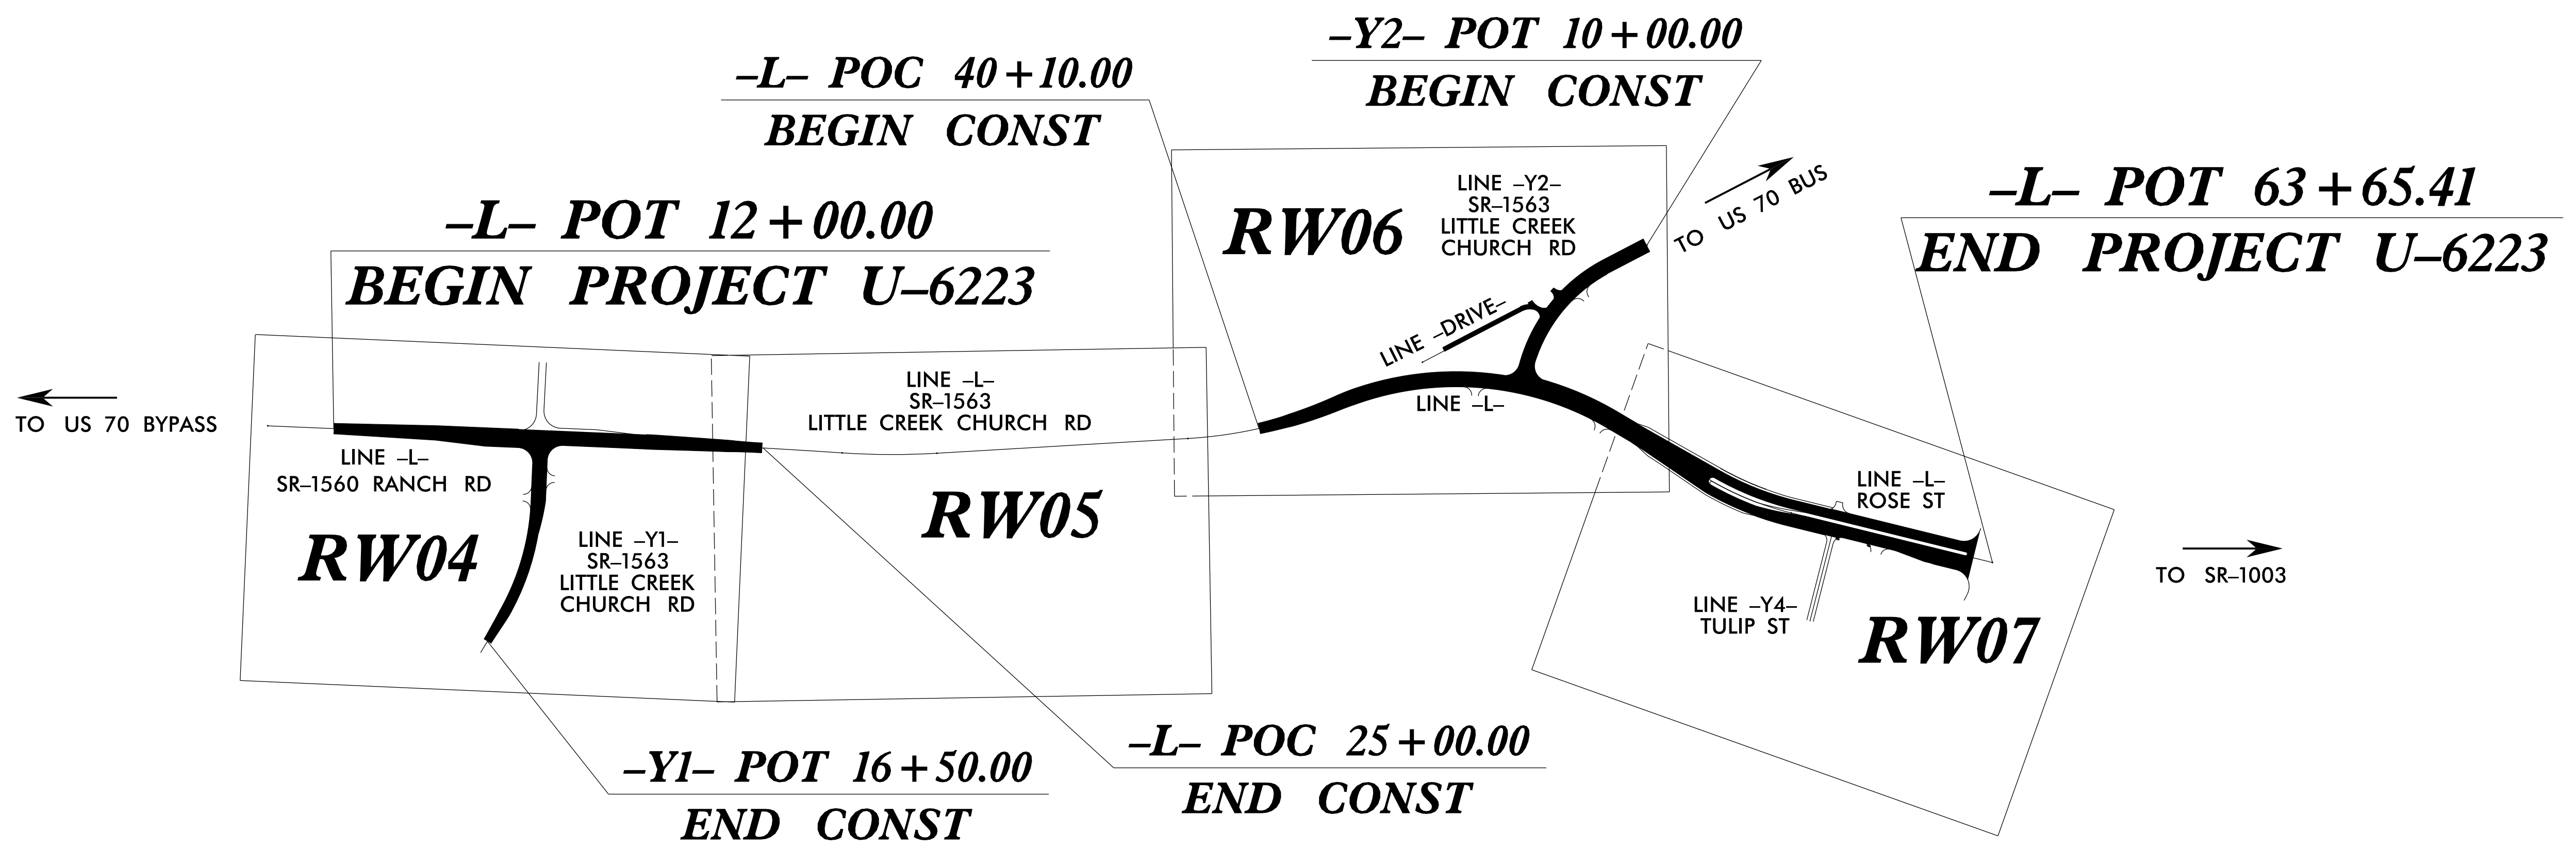 –Y2– POT 10+00.00
BEGIN CONST
–L– POC 40+10.00
BEGIN CONST
–L– POT 12+00.00
BEGIN PROJECT U–6223
–L– POT 63+65.41
END PROJECT U–6223
RW06
LINE –Y2–
SR–1563
LITTLE CREEK
CHURCH RD
TO US 70 BUS
LINE –DRIVE–
LINE –L–
TO US 70 BYPASS
LINE –L–
SR–1560 RANCH RD
RW04
LINE –Y1–
SR–1563
LITTLE CREEK
CHURCH RD
LINE –L–
SR–1563
LITTLE CREEK CHURCH RD
RW05
LINE –L–
ROSE ST
LINE –Y4–
TULIP ST
RW07
TO SR–1003
–Y1– POT 16+50.00
END CONST
–L– POC 25+00.00
END CONST